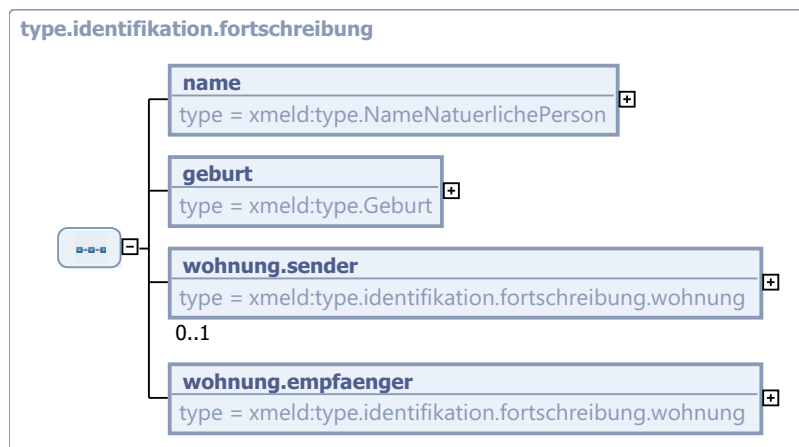 type.identifikation.fortschreibung
name
type = xmeld:type.NameNatuerlichePerson
geburt
type = xmeld:type.Geburt
wohnung.sender
type = xmeld:type.identifikation.fortschreibung.wohnung
0..1
wohnung.empfaenger
type = xmeld:type.identifikation.fortschreibung.wohnung